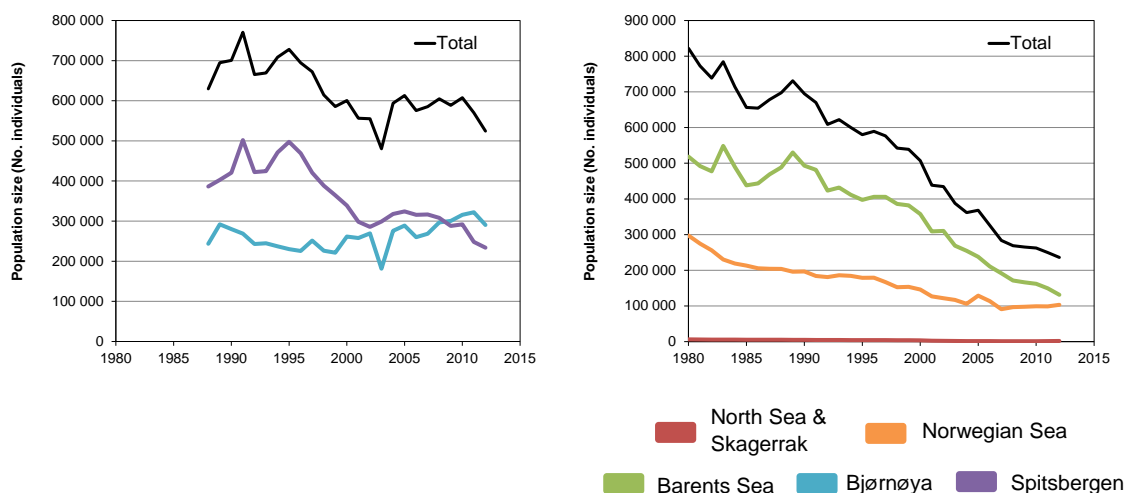 Population size (No. individuals)
800 000
700 000
600 000
500 000
400 000
300 000
200 000
100 000
0
1980 1985 1990 1995 2000 2005 2010 2015
Total
Population size (No. individuals)
900 000
800 000
700 000
600 000
500 000
400 000
300 000
200 000
100 000
0
1980 1985 1990 1995 2000 2005 2010 2015
Total
North Sea &
Skagerrak
Norwegian Sea
Barents Sea
Bjørnøya
Spitsbergen